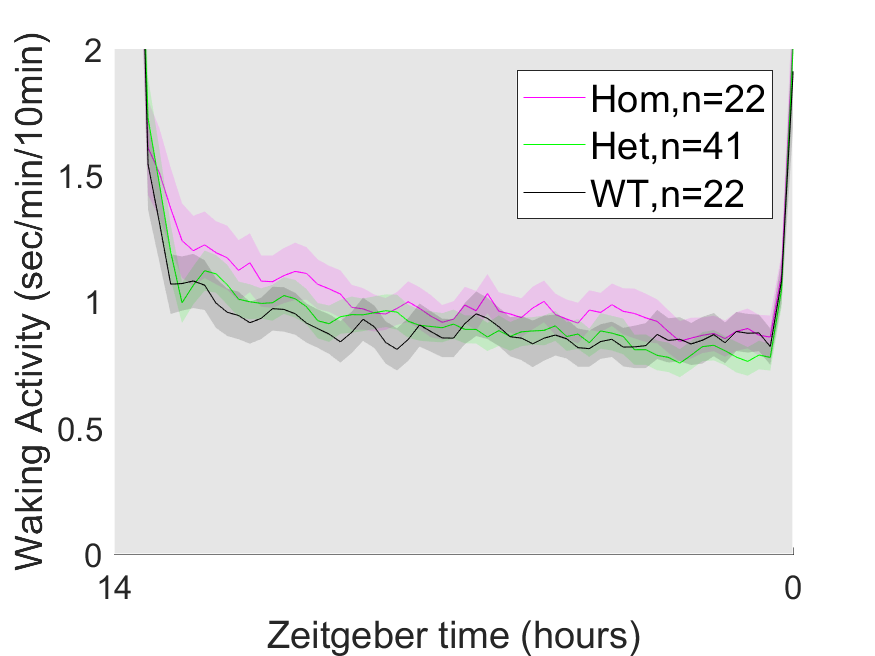 Waking Activity (sec/min/10min)
2
1.5
1
0.5
0
Hom,n=22
Het,n=41
WT,n=22
14
0
Zeitgeber time (hours)